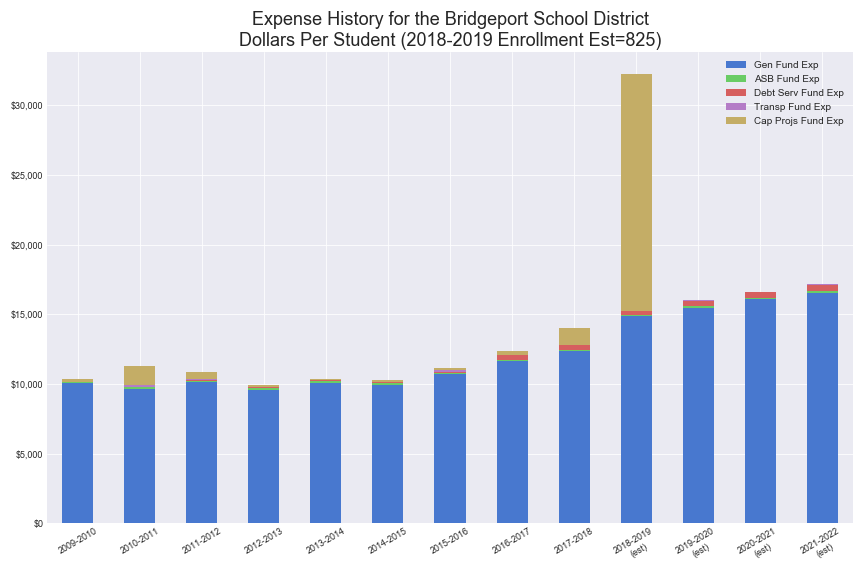 Expense History for the Bridgeport School District
Dollars Per Student (2018-2019 Enrollment Est=825)
Gen Fund Exp
ASB Fund Exp
Debt Serv Fund Exp
Transp Fund Exp
Cap Projs Fund Exp
$30,000
$25,000
$20,000
$15,000
$10,000
$5,000
$0
2009-2010
2010-2011
2011-2012
2012-2013
2013-2014
2014-2015
2015-2016
2016-2017
2017-2018
2018-2019
(est)
2019-2020
(est)
2020-2021
(est)
2021-2022
(est)